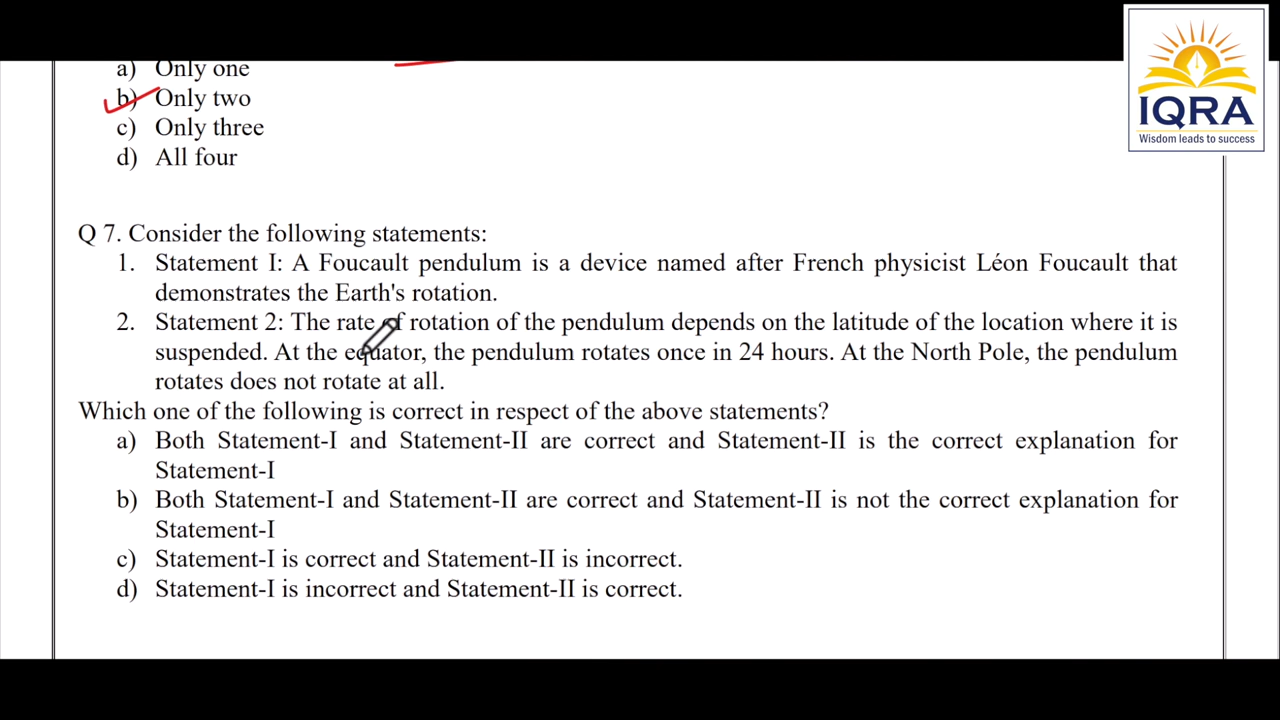 a) Only one
b) Only two
c) Only three
d) All four
IQRA
Wisdom leads to success
Q 7. Consider the following statements:
1. Statement I: A Foucault pendulum is a device named after French physicist Léon Foucault that
demonstrates the Earth's rotation.
2. Statement 2: The rate of rotation of the pendulum depends on the latitude of the location where it is
suspended. At the equator, the pendulum rotates once in 24 hours. At the North Pole, the pendulum
rotates does not rotate at all.
Which one of the following is correct in respect of the above statements?
a) Both Statement-I and Statement-II are correct and Statement-II is the correct explanation for
Statement-I
b) Both Statement-I and Statement-II are correct and Statement-II is not the correct explanation for
Statement-I
c) Statement-I is correct and Statement-II is incorrect.
d) Statement-I is incorrect and Statement-II is correct.